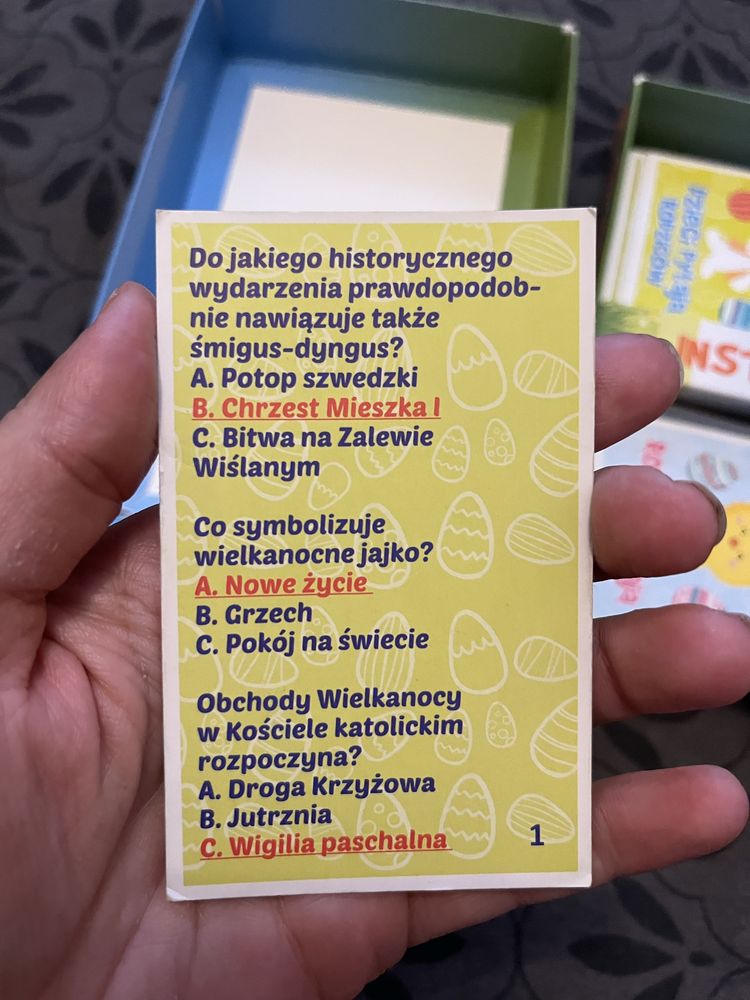 Do jakiego historycznego
wydarzenia prawdopodob-
nie nawiązuje także
śmigus-dyngus?
A. Potop szwedzki
B. Chrzest Mieszka I
C. Bitwa na Zalewie
Wiślanym
Co symbolizuje
wielkanocne jajko?
A. Nowe życie
B. Grzech
C. Pokój na świecie
Obchody Wielkanocy
w Kościele katolickim
rozpoczyna?
A. Droga Krzyżowa
B. Jutrznia
C. Wigilia paschalna
1